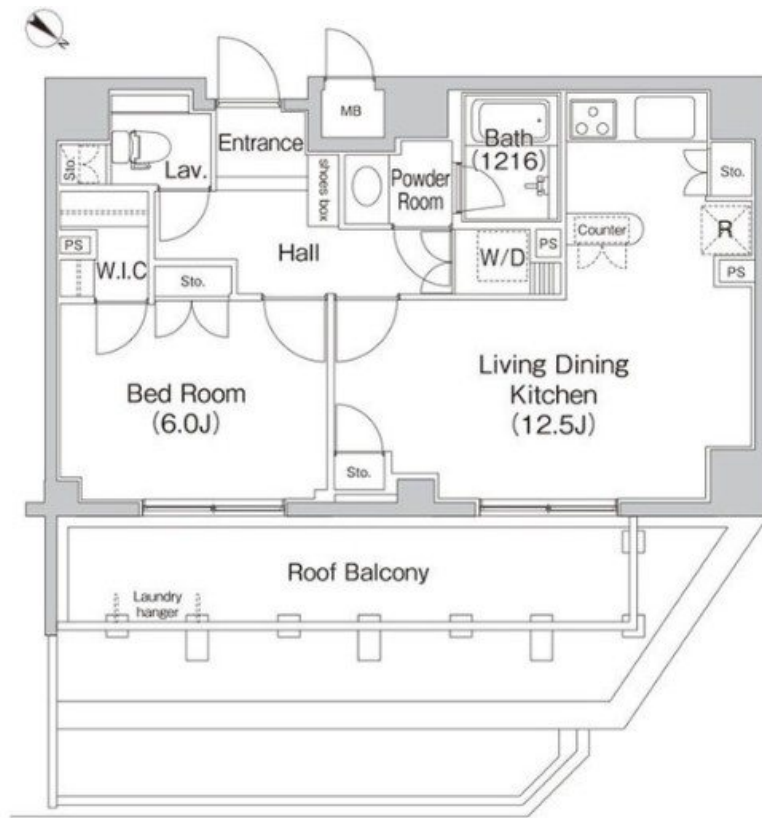 N
MB
Entrance
Lav.
Sto.
shoes box
Powder
Room
Bath
(1216)
Sto.
Counter
R
PS
PS
W.I.C
Hall
W/D
PS
Sto.
Bed Room
(6.0J)
Living Dining
Kitchen
(12.5J)
Sto.
Roof Balcony
Laundry
hanger